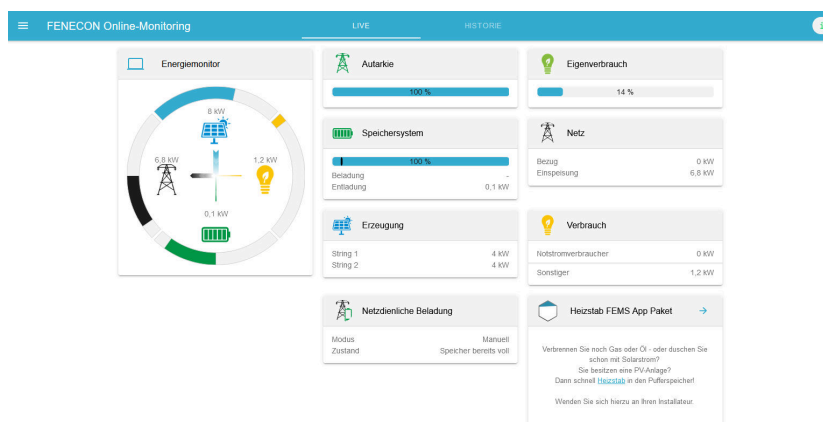 FENECON Online-Monitoring
LIVE
HISTORIE
Energiemonitor
8 kW
6,8 kW
1,2 kW
0,1 kW
Autarkie
100 %
Eigenverbrauch
14 %
Speichersystem
100 %
Beladung -
Entladung 0,1 kW
Netz
Bezug 0 kW
Einspeisung 6,8 kW
Erzeugung
String 1 4 kW
String 2 4 kW
Verbrauch
Notstromverbraucher 0 kW
Sonstiger 1,2 kW
Netzdienliche Beladung
Modus Manuell
Zustand Speicher bereits voll
Heizstab FEMS App Paket
Verbrennen Sie noch Gas oder Öl - oder duschen Sie
schon mit Solarstrom?
Sie besitzen eine PV-Anlage?
Dann schnell Heizstab in den Pufferspeicher!
Wenden Sie sich hierzu an Ihren Installateur.